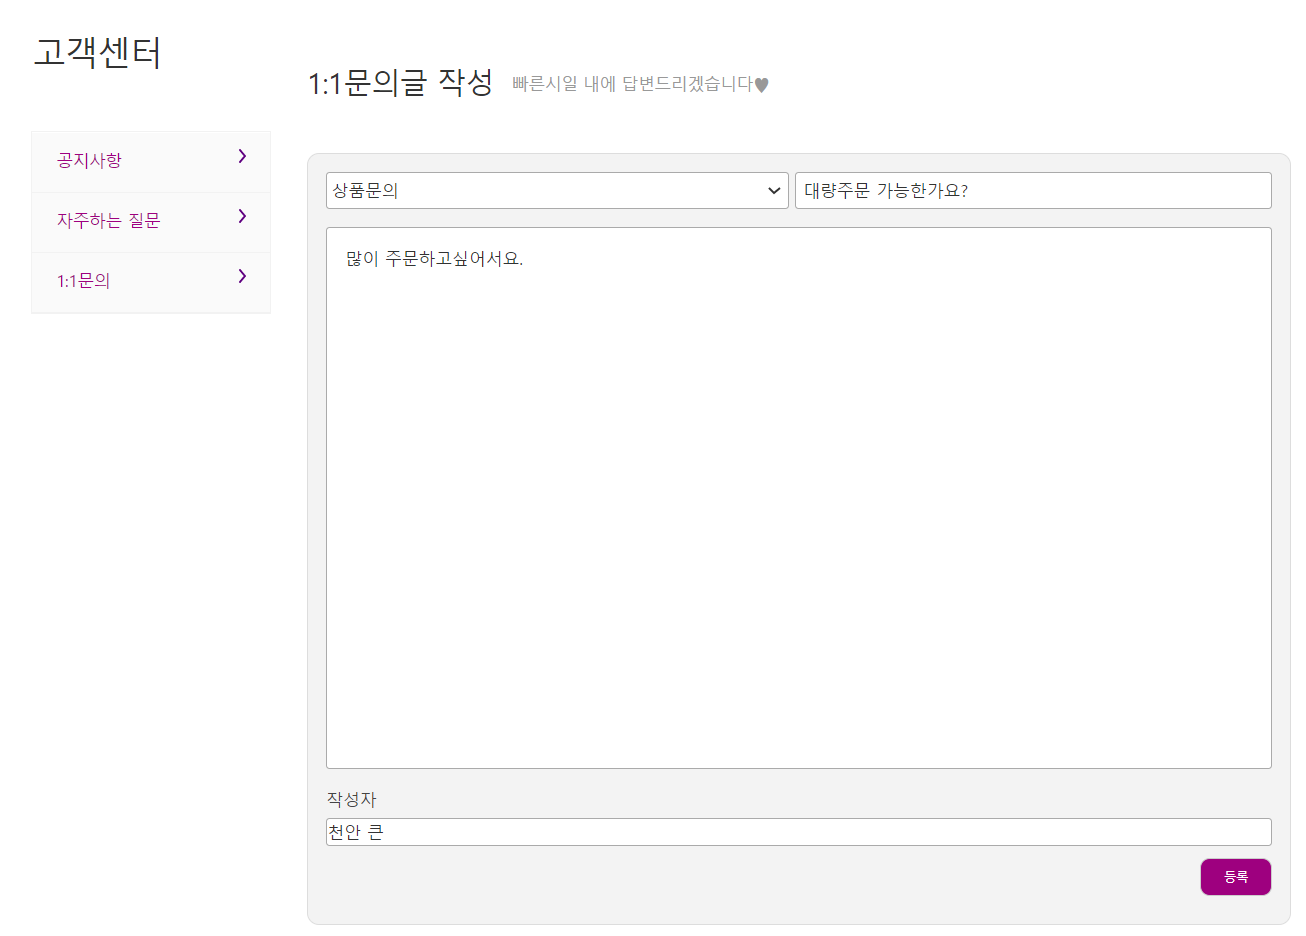 고객센터
공지사항
자주하는 질문
1:1문의
1:1문의글 작성 빠른시일 내에 답변드리겠습니다♥
상품문의
대량주문 가능한가요?
많이 주문하고싶어서요.
작성자
천안 큰
등록